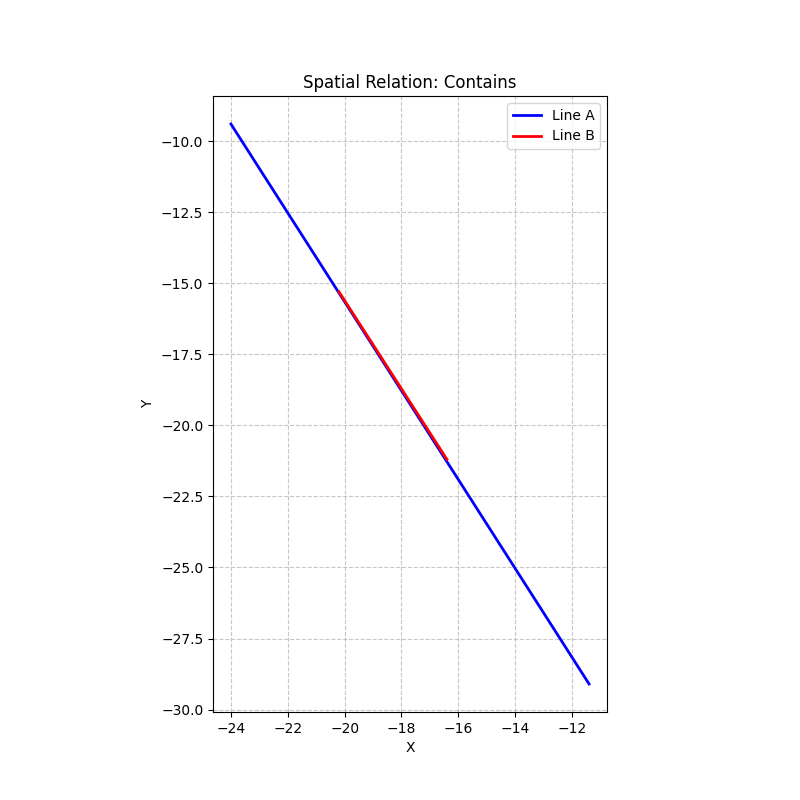 Spatial Relation: Contains
Line A
Line B
−10.0
−12.5
−15.0
−17.5
−20.0
−22.5
−25.0
−27.5
−30.0
Y
−24 −22 −20 −18 −16 −14 −12
X